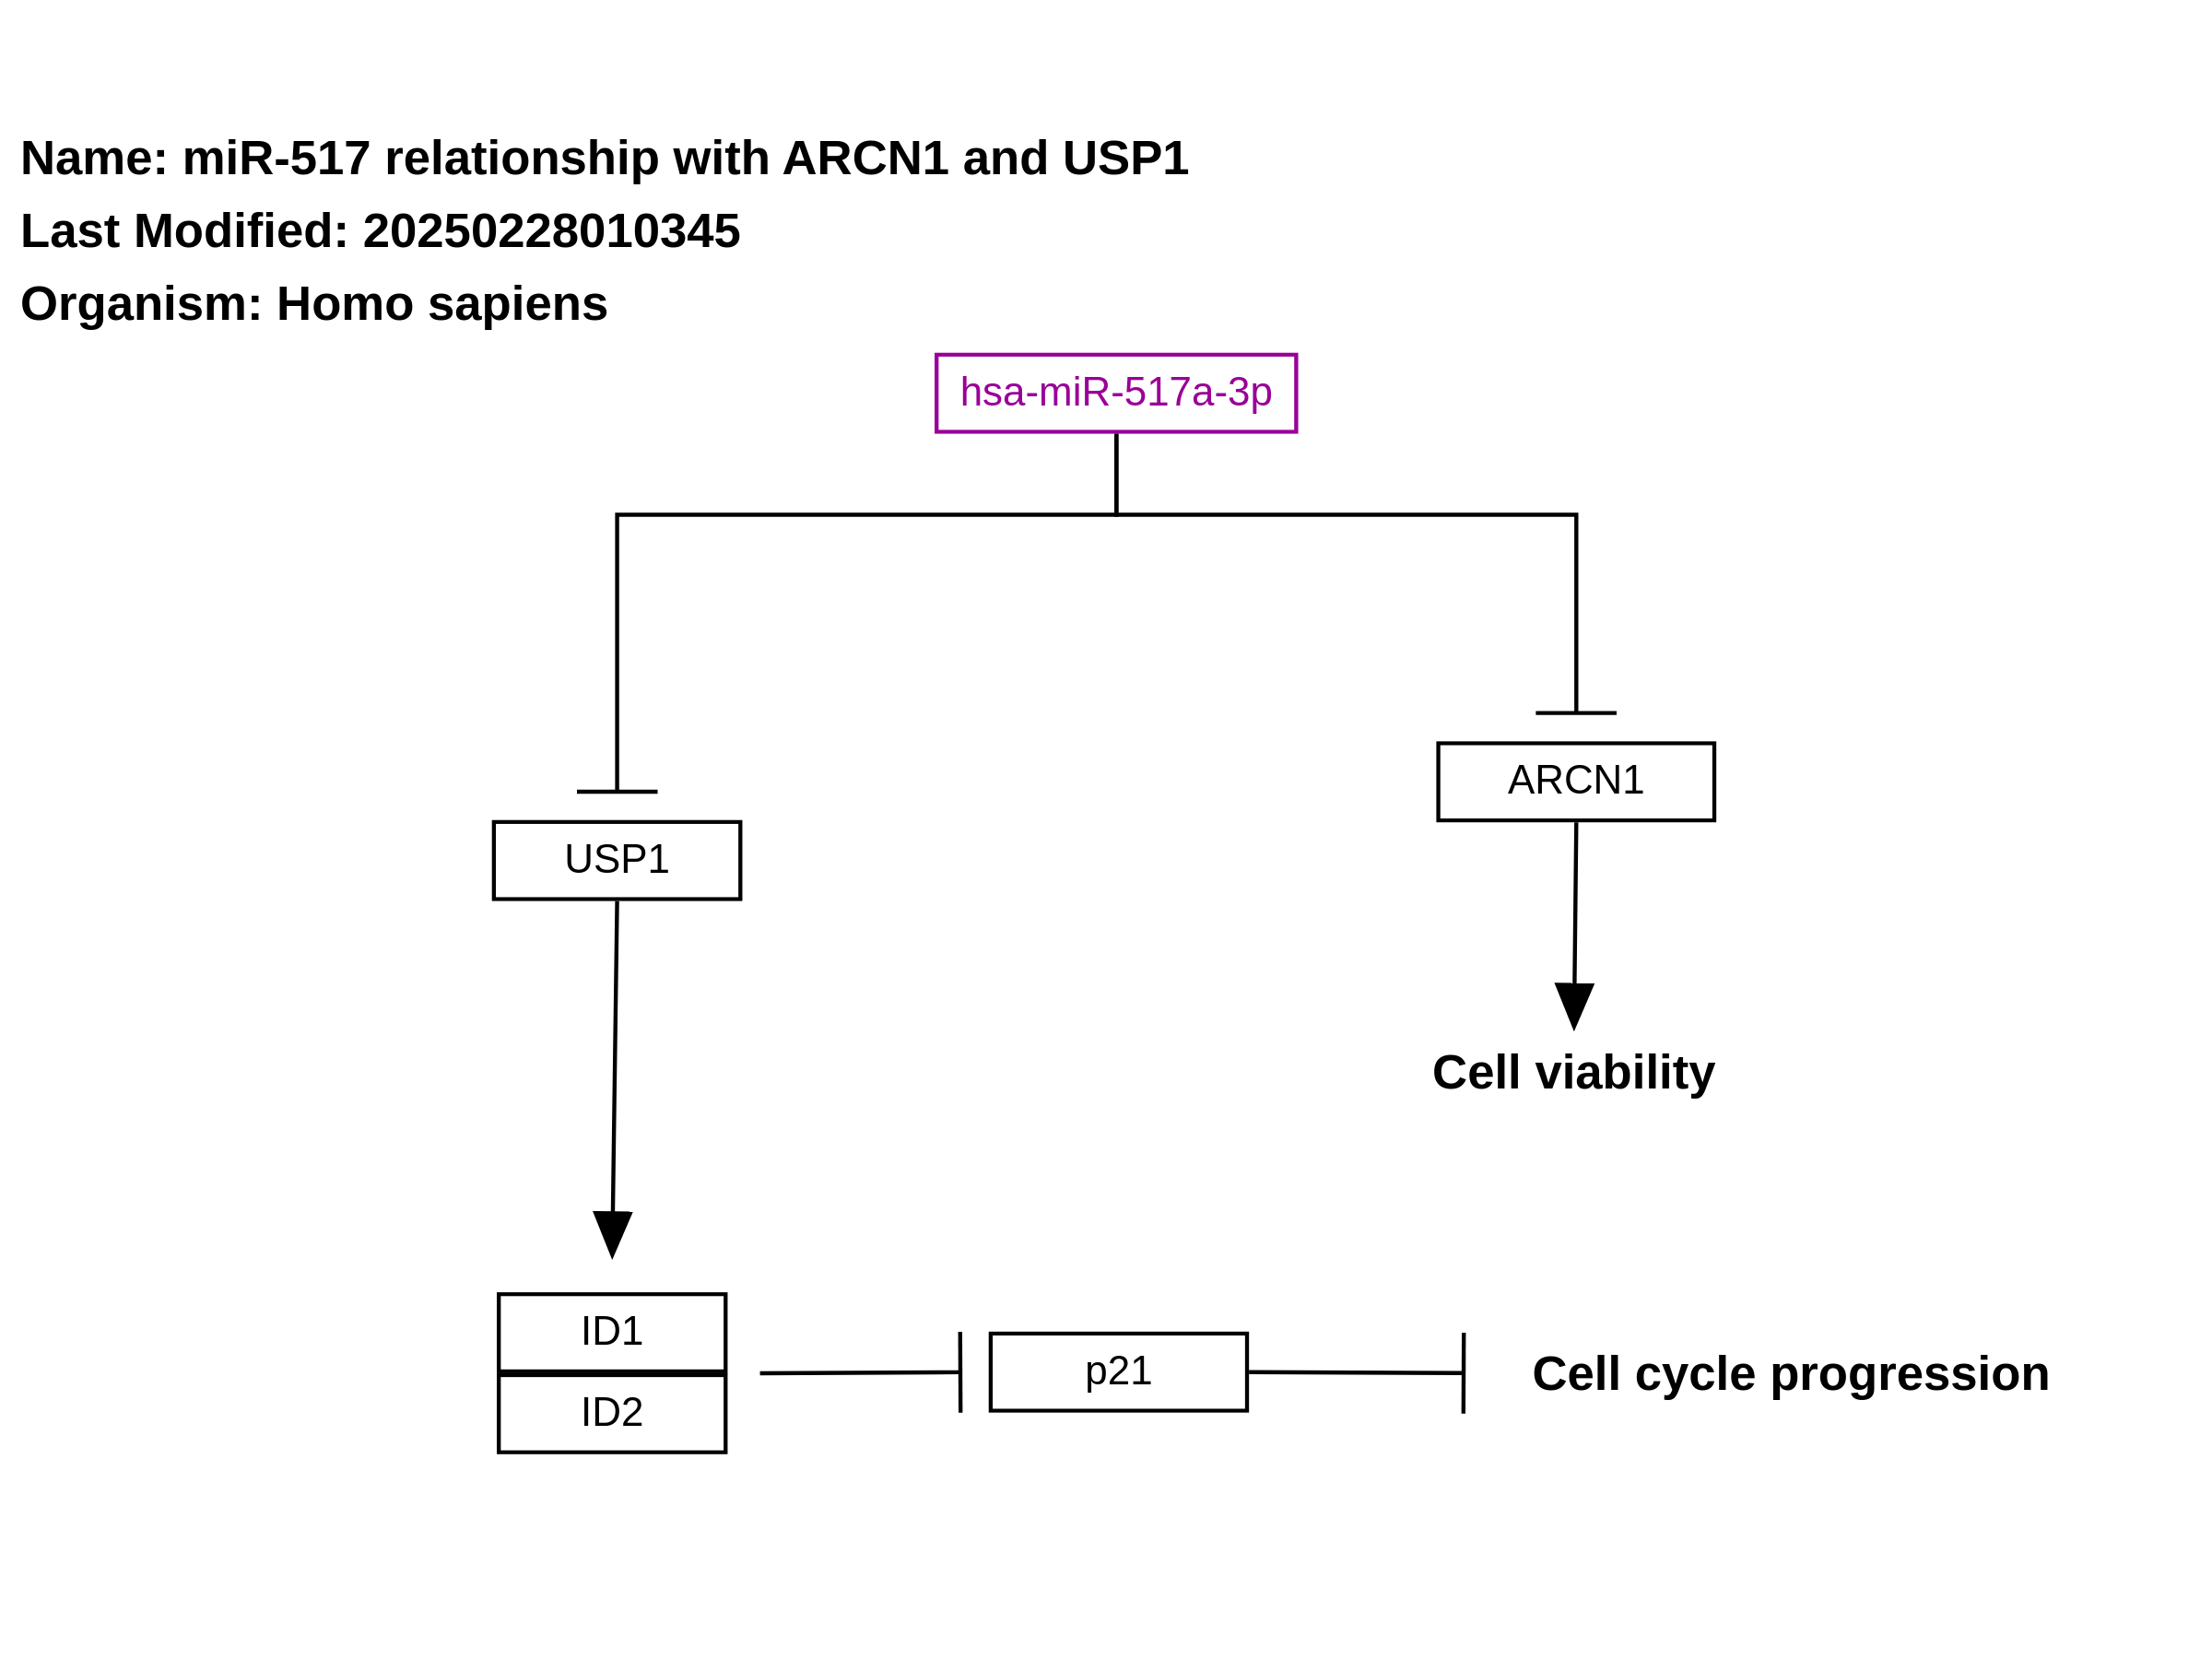 Name: miR-517 relationship with ARCN1 and USP1
Last Modified: 20250228010345
Organism: Homo sapiens
hsa-miR-517a-3p
ARCN1
USP1
Cell viability
ID1
p21
Cell cycle progression
ID2